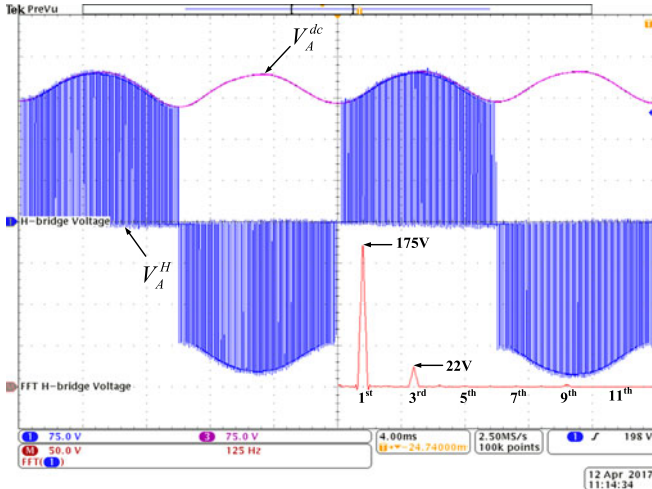 Tek PreVu
V_A^dc
H-bridge Voltage
V_A^H
175V
22V
FFT H-bridge Voltage
1st 3rd 5th 7th 9th 11th
1 75.0 V 3 75.0 V
M 50.0 V 125 Hz
FFT(1)
4.00ms
-24.74000m
2.50MS/s
100k points
1 198 V
12 Apr 2017
11:14:34